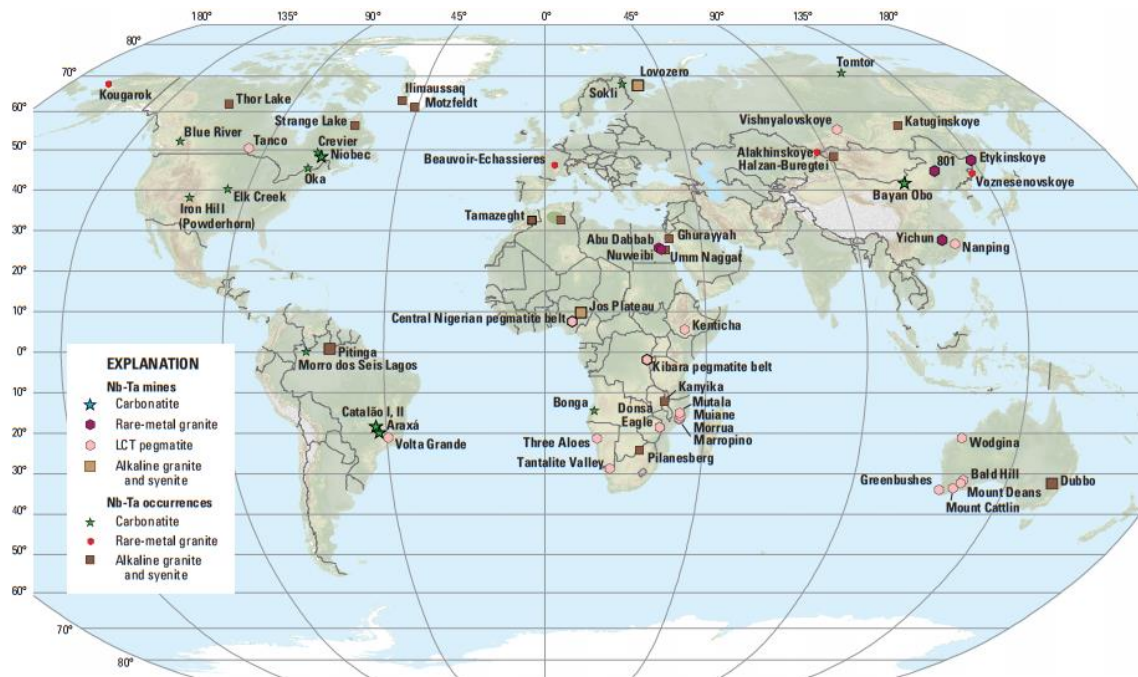 180° 135° 90° 45° 0° 45° 90° 135° 180°
80°
70°
60°
50°
40°
30°
20°
10°
0°
10°
20°
30°
40°
50°
60°
70°
80°
Kougarok
Thor Lake
Ilimaussaq
Motzfeldt
Lovozero
Sokli
Tomtor
Strange Lake
Blue River
Tanco
Crevier
Niobec
Oka
Elk Creek
Iron Hill
(Powderhorn)
Beauvoir-Echassieres
Vishnyalovskoye
Katuginskoye
Alakhinskoye
Halzan-Buregtei
801
Etykinskoye
Voznesenovskoye
Bayan Obo
Tamazeght
Abu Dabbab
Nuweibi
Ghurayyah
Umm Naggat
Yichun
Nanping
Jos Plateau
Central Nigerian pegmatite belt
Kenticha
Pitinga
Morro dos Seis Lagos
Kibara pegmatite belt
Kanyika
Bonga
Donsa
Eagle
Mutala
Muiane
Morrua
Marropino
Catalão I, II
Araxá
Volta Grande
Three Aloes
Tantalite Valley
Pilanesberg
Wodgina
Greenbushes
Bald Hill
Mount Deans
Mount Cattlin
Dubbo
EXPLANATION
Nb-Ta mines
Carbonatite
Rare-metal granite
LCT pegmatite
Alkaline granite
and syenite
Nb-Ta occurrences
Carbonatite
Rare-metal granite
Alkaline granite
and syenite